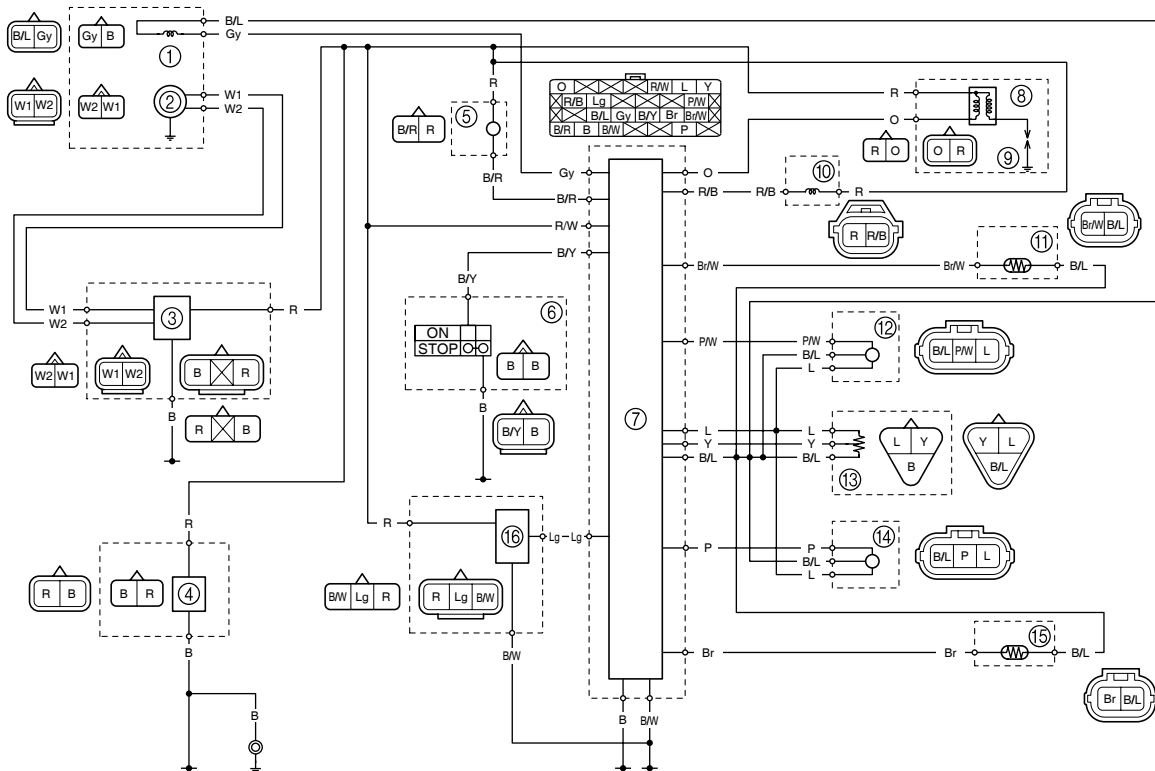 B/L
B/L Gy
Gy B
Gy
①
W1 W2
W2 W1
②
W1
W2
R
⑤
B/R R
B/R
O R/W L Y
R/B Lg P/W
B/L Gy B/Y Br Br/W
B/R B B/W P
R
O
⑧
R O
O R
⑨
Gy
B/R
R/W
B/Y
O
R/B
R/B
⑩
R
R R/B
Br/W B/L
⑪
Br/W
Br/W
B/L
B/Y
⑥
ON
STOP
B B
B
B/Y B
W1
W2
③
R
W2 W1
W1 W2
B R
B
R B
⑦
P/W
P/W
B/L
L
⑫
B/L P/W L
L
Y
B/L
L
Y
B/L
⑬
L Y
B
Y L
B/L
R
⑯
Lg
Lg
B/W Lg R
R Lg B/W
B/W
P
P
B/L
L
⑭
B/L P L
R
R B
B R
④
B
B
Br
Br
⑮
B/L
Br B/L
B
B/W